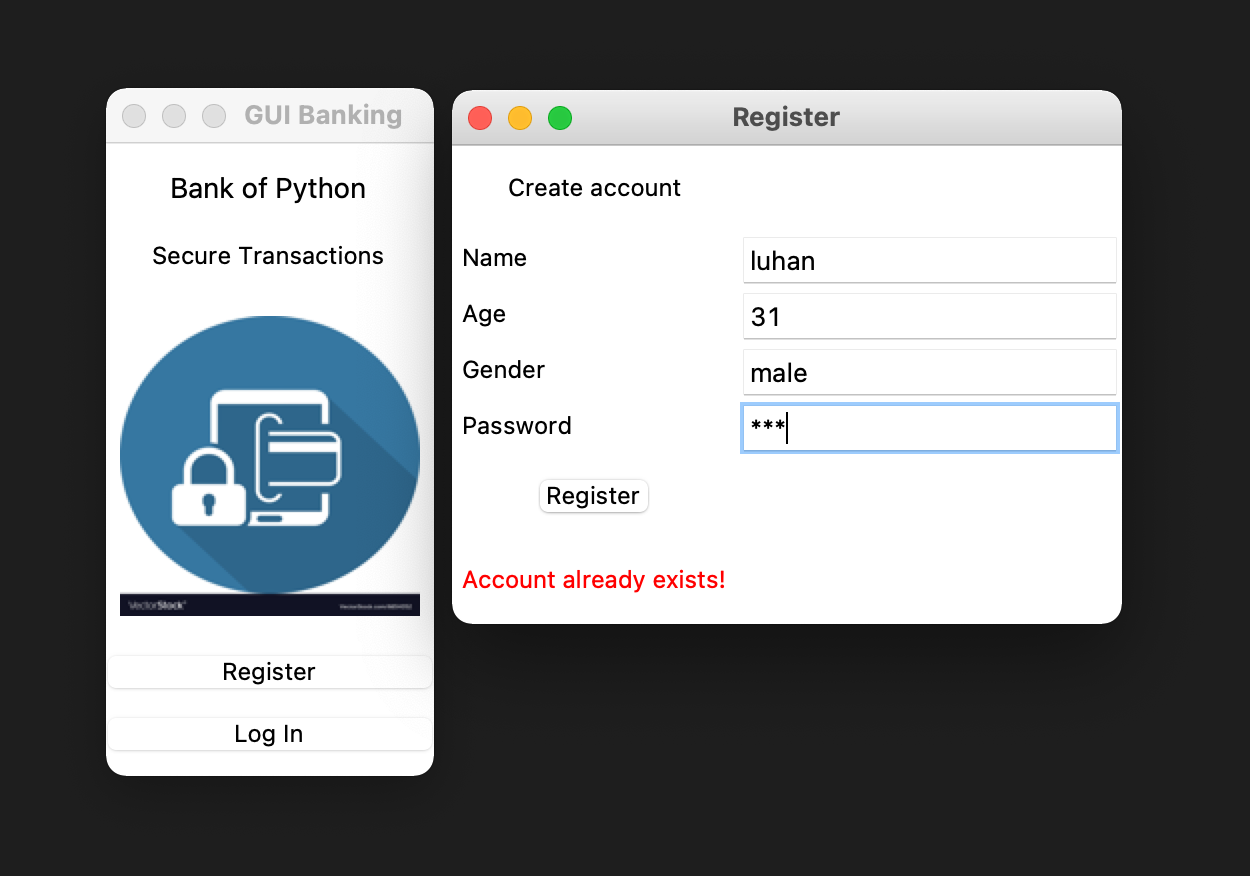 GUI Banking
Bank of Python
Secure Transactions
VectorStock®
Register
Log In
Register
Create account
Name luhan
Age 31
Gender male
Password ***
Register
Account already exists!